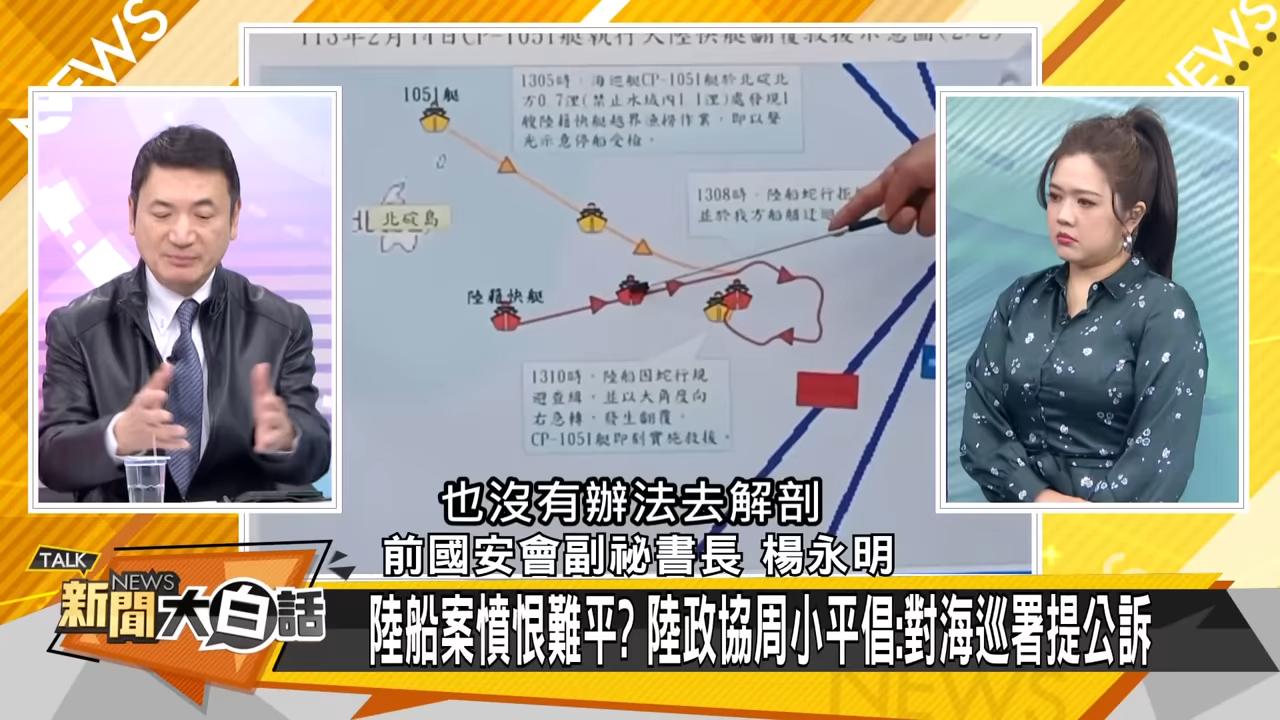 NEWS
NEWS
113年2月14日CP-1051艇執行大陸快艇翻覆救援示意圖(2/2)
1051艇
1305時，海巡艇CP-1051艇於北碇北
方0.7浬(禁止水域內1.1浬)處發現1
艘陸籍快艇越界漁撈作業，即以聲
光示意停船受檢。
1308時，陸船蛇行拒
並於我方船艏迂迴
北
北碇島
陸籍快艇
1310時，陸船因蛇行規
避查緝，並以大角度向
右急轉，發生翻覆。
CP-1051艇即刻實施救援。
也沒有辦法去解剖
前國安會副祕書長 楊永明
TALK
NEWS
新聞大白話
陸船案憤恨難平? 陸政協周小平倡:對海巡署提公訴
NEWS